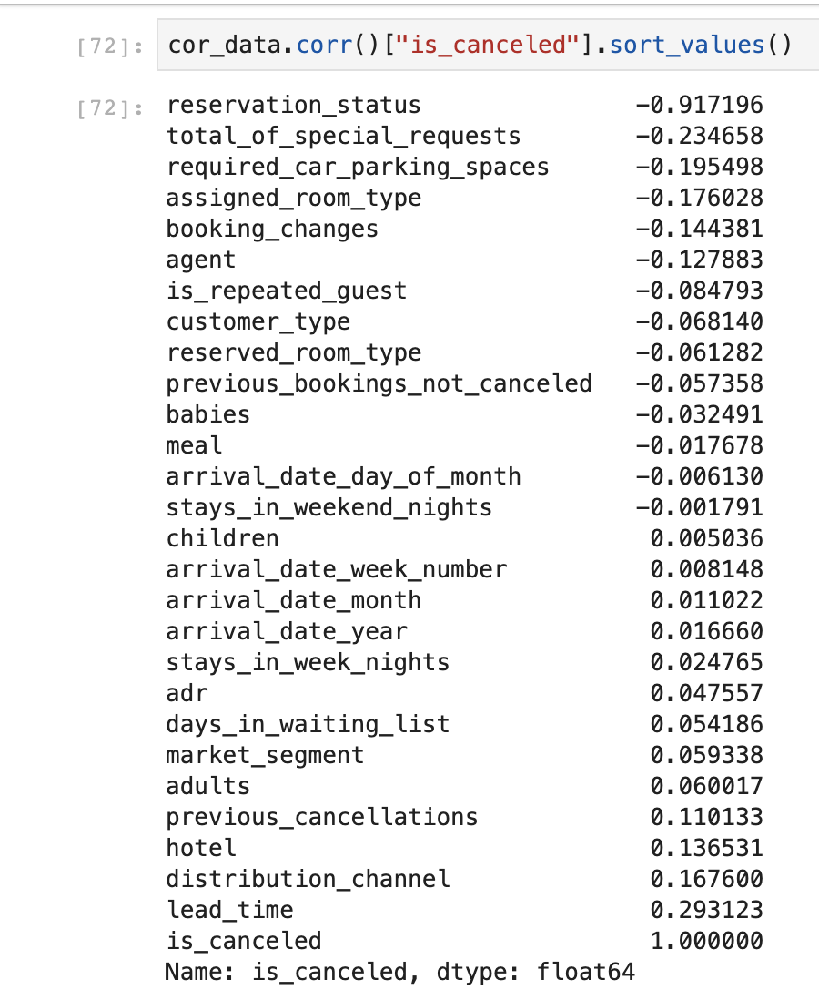 [72]: cor_data.corr()["is_canceled"].sort_values()
[72]: reservation_status -0.917196
total_of_special_requests -0.234658
required_car_parking_spaces -0.195498
assigned_room_type -0.176028
booking_changes -0.144381
agent -0.127883
is_repeated_guest -0.084793
customer_type -0.068140
reserved_room_type -0.061282
previous_bookings_not_canceled -0.057358
babies -0.032491
meal -0.017678
arrival_date_day_of_month -0.006130
stays_in_weekend_nights -0.001791
children 0.005036
arrival_date_week_number 0.008148
arrival_date_month 0.011022
arrival_date_year 0.016660
stays_in_week_nights 0.024765
adr 0.047557
days_in_waiting_list 0.054186
market_segment 0.059338
adults 0.060017
previous_cancellations 0.110133
hotel 0.136531
distribution_channel 0.167600
lead_time 0.293123
is_canceled 1.000000
Name: is_canceled, dtype: float64